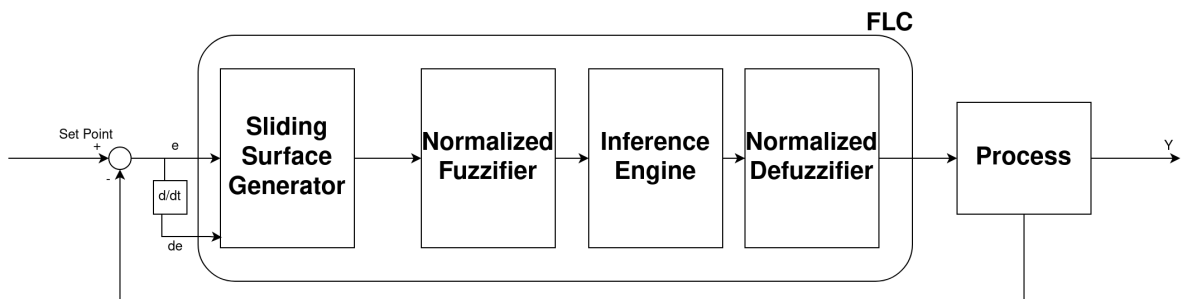 FLC
Set Point
+
-
e
d/dt
de
Sliding
Surface
Generator
Normalized
Fuzzifier
Inference
Engine
Normalized
Defuzzifier
Process
Y